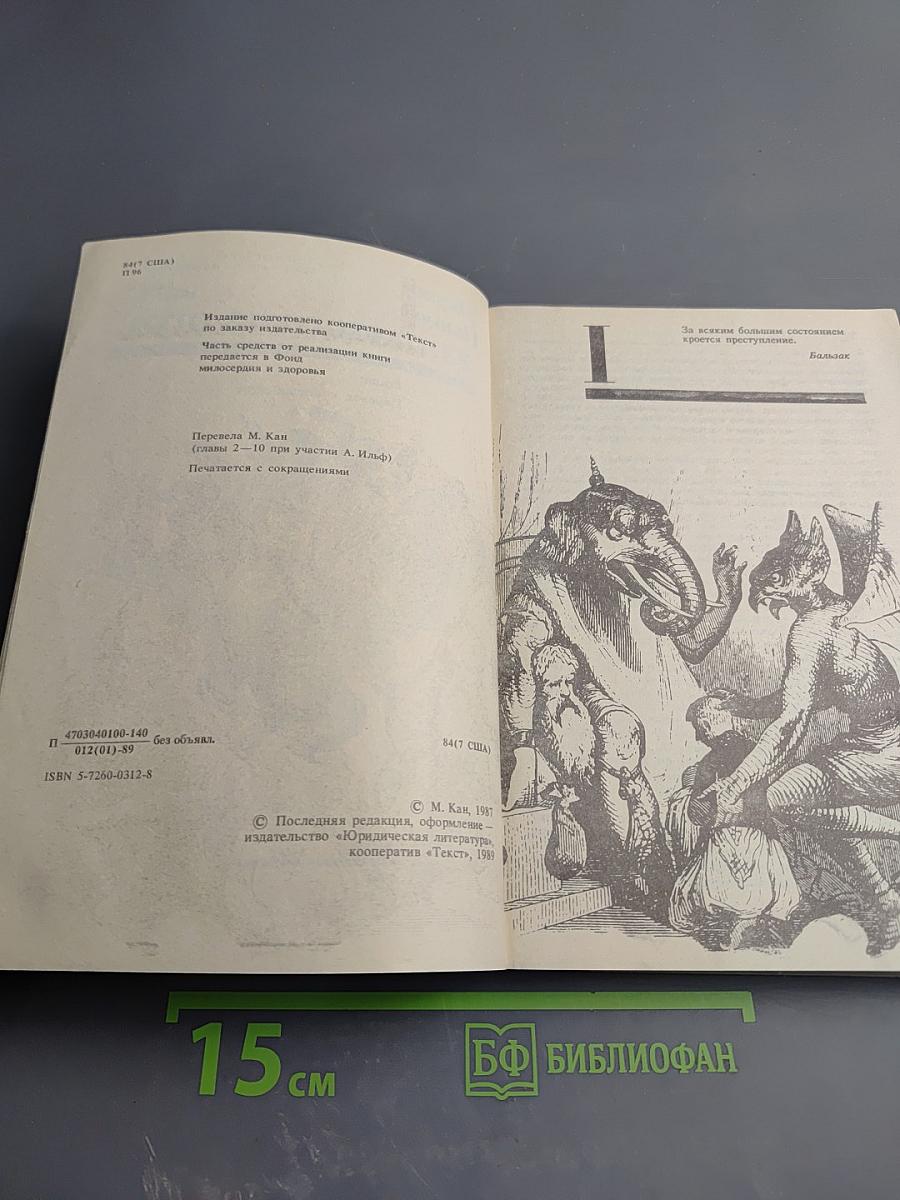 84(7 США)
П 96
Издание подготовлено кооперативом «Текст»
по заказу издательства
Часть средств от реализации книги
передается в Фонд
милосердия и здоровья
Перевела М. Кан
(главы 2—10 при участии А. Ильф)
Печатается с сокращениями
П 4703040100-140 без объявл.
012(01)-89
84(7 США)
ISBN 5-7260-0312-8
© М. Кан, 1987
© Последняя редакция, оформление —
издательство «Юридическая литература»,
кооператив «Текст», 1989
I
За всяким большим состоянием
кроется преступление.
Бальзак
15 см
БФ БИБЛИОФАН